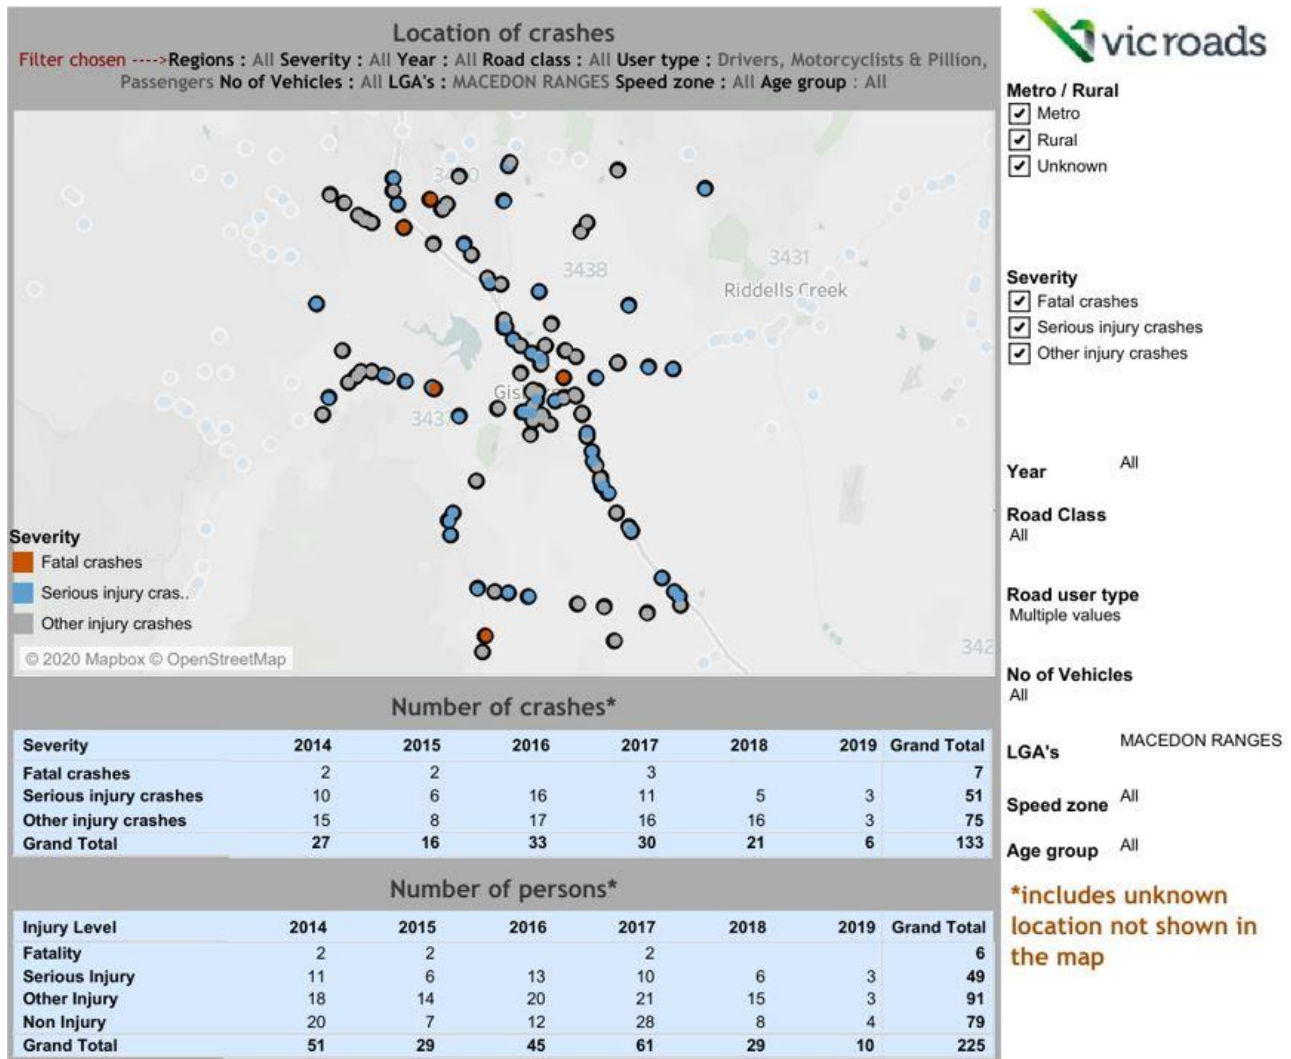 Location of crashes
Filter chosen ---->Regions : All Severity : All Year : All Road class : All User type : Drivers, Motorcyclists & Pillion,
Passengers No of Vehicles : All LGA's : MACEDON RANGES Speed zone : All Age group : All
vicroads
Metro / Rural
Metro
Rural
Unknown
3438
3431
Riddells Creek
3437
342
Severity
Fatal crashes
Serious injury crashes
Other injury crashes
Year All
Road Class
All
Severity
Fatal crashes
Serious injury cras..
Other injury crashes
© 2020 Mapbox © OpenStreetMap
Road user type
Multiple values
No of Vehicles
All
LGA's MACEDON RANGES
Speed zone All
Age group All
*includes unknown
location not shown in
the map
Number of crashes*
Severity 2014 2015 2016 2017 2018 2019 Grand Total
Fatal crashes 2 2 3 7
Serious injury crashes 10 6 16 11 5 3 51
Other injury crashes 15 8 17 16 16 3 75
Grand Total 27 16 33 30 21 6 133
Number of persons*
Injury Level 2014 2015 2016 2017 2018 2019 Grand Total
Fatality 2 2 2 6
Serious Injury 11 6 13 10 6 3 49
Other Injury 18 14 20 21 15 3 91
Non Injury 20 7 12 28 8 4 79
Grand Total 51 29 45 61 29 10 225